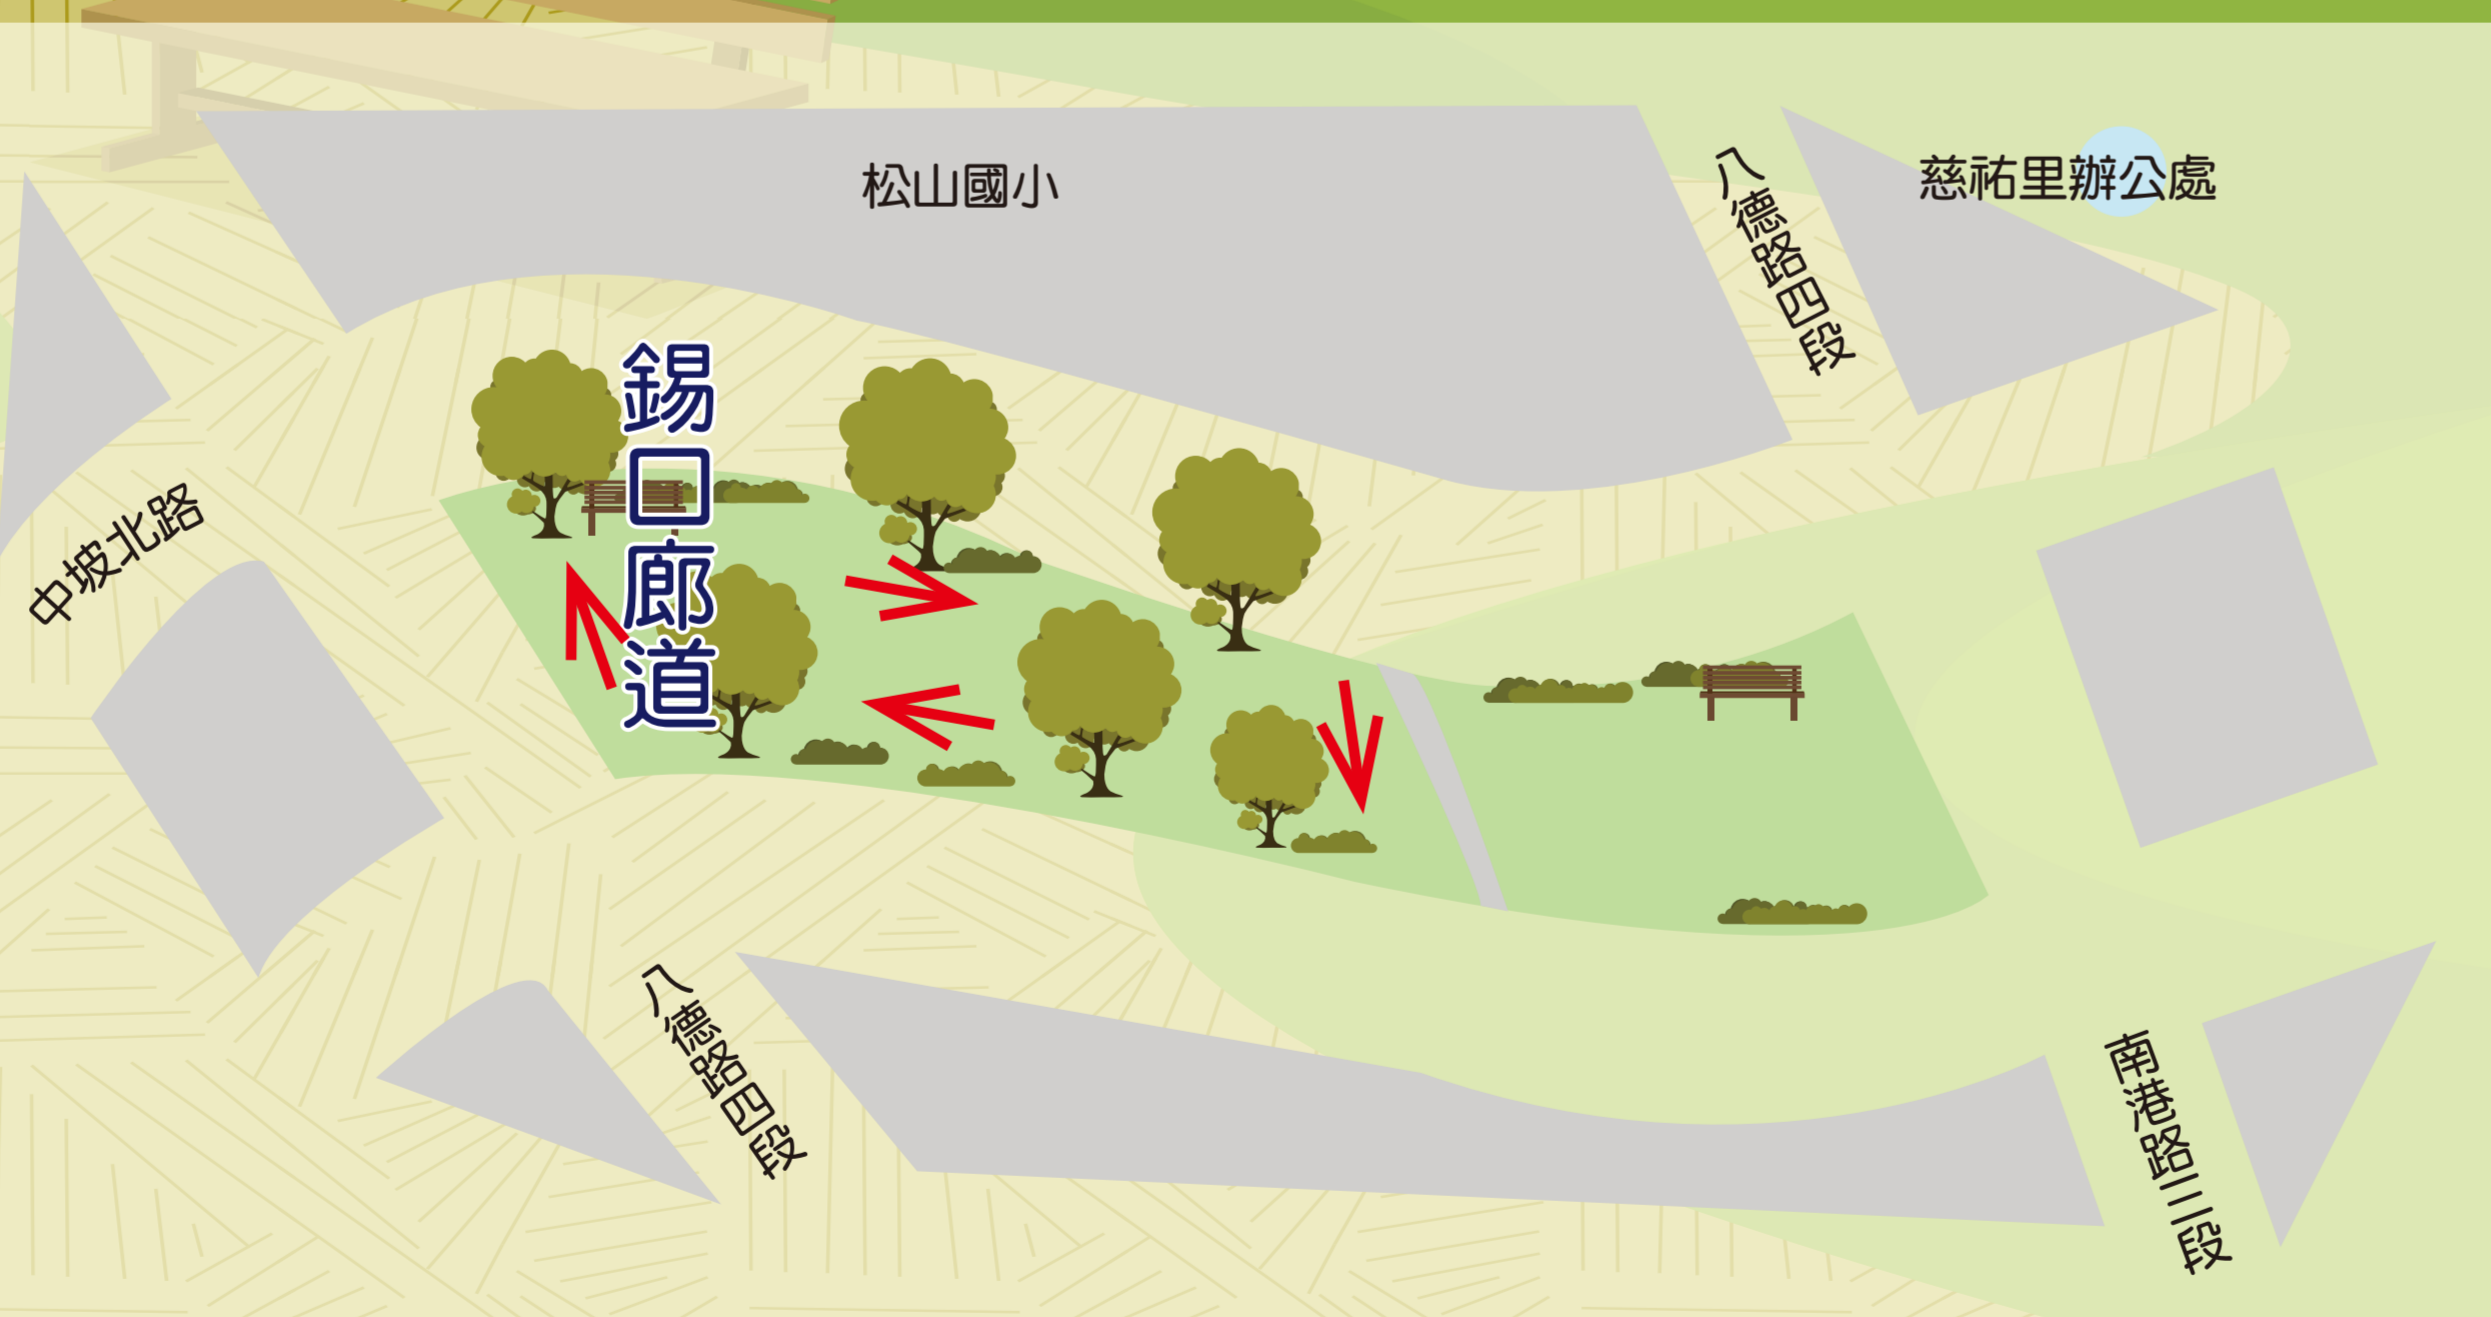 松山國小
八德路四段
慈祐里辦公處
錫口廊道
中坡北路
八德路四段
南港路三段